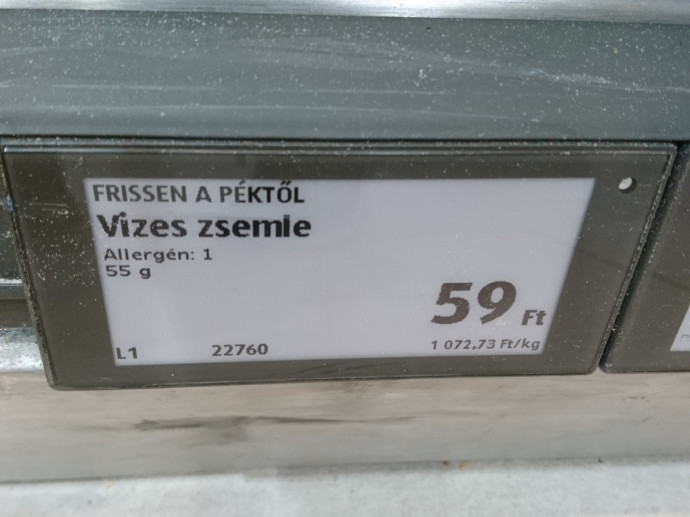 FRISSEN A PÉKTŐL
Vizes zsemle
Allergén: 1
55 g
59 Ft
L1 22760 1 072,73 Ft/kg